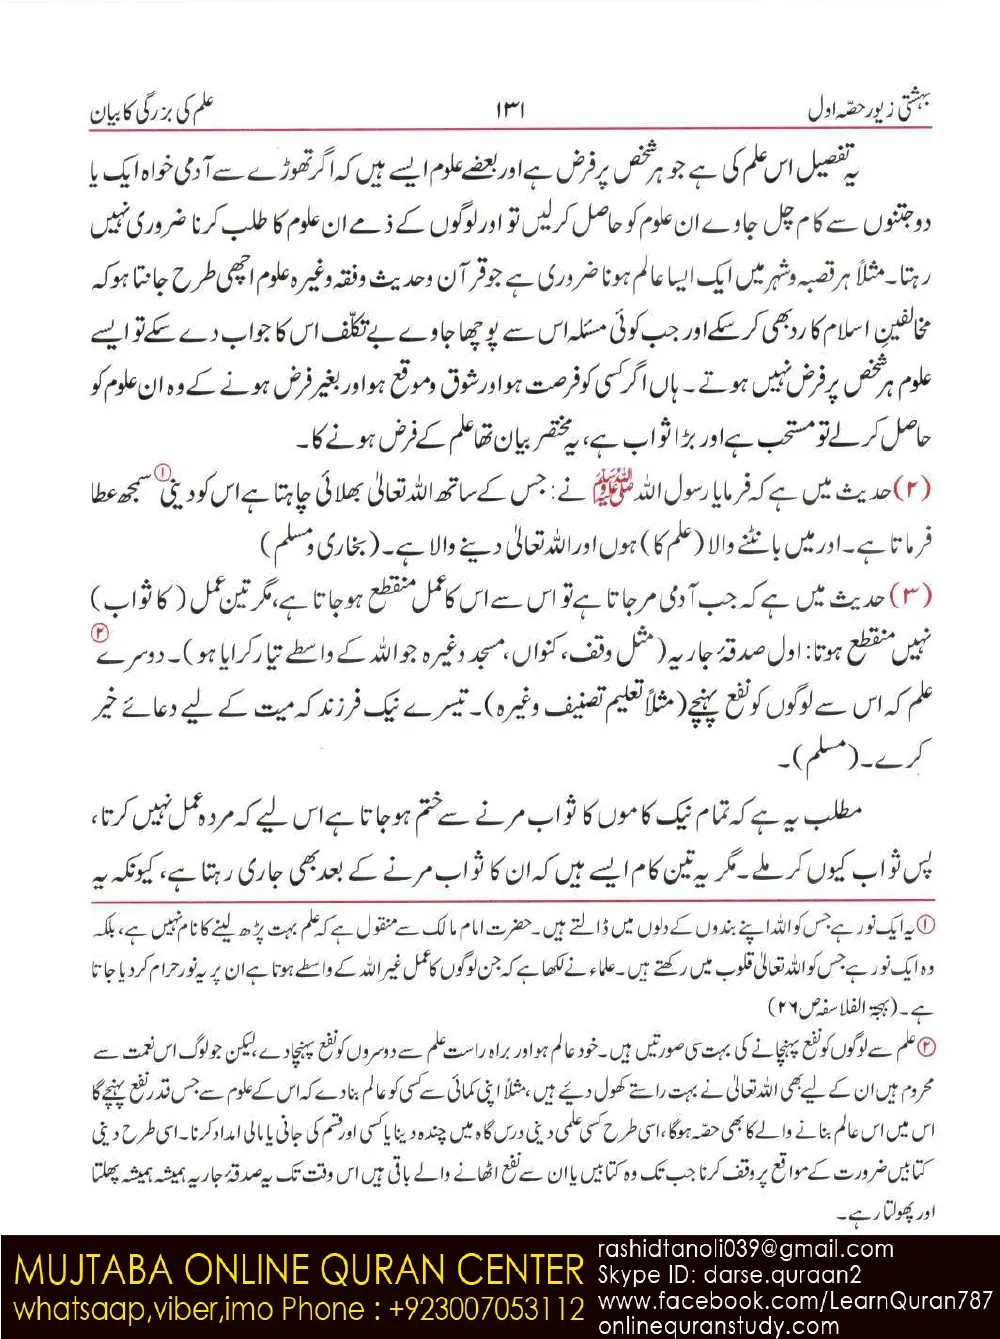 بہشتی زیور حصّہ اول
۱۳۱
علم کی بزرگی کا بیان
یہ تفصیل اس علم کی ہے جو ہر شخص پر فرض ہے اور بعضے علوم ایسے ہیں کہ اگر تھوڑے سے آدمی خواہ ایک یا
دو جتنوں سے کام چل جاوے ان علوم کو حاصل کر لیں تو اور لوگوں کے ذمے ان علوم کا طلب کرنا ضروری نہیں
رہتا۔ مثلاً ہر قصبہ و شہر میں ایک ایسا عالم ہونا ضروری ہے جو قرآن و حدیث و فقہ وغیرہ علوم اچھی طرح جانتا ہو کہ
مخالفینِ اسلام کا رد بھی کر سکے اور جب کوئی مسئلہ اس سے پوچھا جاوے بے تکلّف اس کا جواب دے سکے تو ایسے
علوم ہر شخص پر فرض نہیں ہوتے۔ ہاں اگر کسی کو فرصت ہو اور شوق و موقع ہو اور بغیر فرض ہونے کے وہ ان علوم کو
حاصل کر لے تو مستحب ہے اور بڑا ثواب ہے، یہ مختصر بیان تھا علم کے فرض ہونے کا۔
(۲) حدیث میں ہے کہ فرمایا رسول اللہ ﷺ نے: جس کے ساتھ اللہ تعالیٰ بھلائی چاہتا ہے اس کو دینی ① سمجھ عطا
فرماتا ہے۔ اور میں بانٹنے والا (علم کا) ہوں اور اللہ تعالیٰ دینے والا ہے۔ (بخاری و مسلم)
(۳) حدیث میں ہے کہ جب آدمی مر جاتا ہے تو اس سے اس کا عمل منقطع ہو جاتا ہے، مگر تین عمل (کا ثواب)
نہیں منقطع ہوتا: اول صدقۂ جاریہ (مثل وقف، کنواں، مسجد وغیرہ جو اللہ کے واسطے تیار کرایا ہو)۔ دوسرے ②
علم کہ اس سے لوگوں کو نفع پہنچے (مثلاً تعلیم تصنیف وغیرہ)۔ تیسرے نیک فرزند کہ میت کے لیے دعائے خیر
کرے۔ (مسلم)۔
مطلب یہ ہے کہ تمام نیک کاموں کا ثواب مرنے سے ختم ہو جاتا ہے اس لیے کہ مردہ عمل نہیں کرتا،
پس ثواب کیوں کر ملے۔ مگر یہ تین کام ایسے ہیں کہ ان کا ثواب مرنے کے بعد بھی جاری رہتا ہے، کیونکہ یہ
① یہ ایک نور ہے جس کو اللہ اپنے بندوں کے دلوں میں ڈالتے ہیں۔ حضرت امام مالک سے منقول ہے کہ علم بہت پڑھ لینے کا نام نہیں ہے، بلکہ
وہ ایک نور ہے جس کو اللہ تعالیٰ قلوب میں رکھتے ہیں۔ علماء نے لکھا ہے کہ جن لوگوں کا عمل غیر اللہ کے واسطے ہوتا ہے ان پر یہ نور حرام کر دیا جاتا
ہے۔ (بہجۃ الفلاسفہ ص ۲۶)
② علم سے لوگوں کو نفع پہنچانے کی بہت سی صورتیں ہیں۔ خود عالم ہو اور براہ راست علم سے دوسروں کو نفع پہنچا دے، لیکن جو لوگ اس نعمت سے
محروم ہیں ان کے لیے بھی اللہ تعالیٰ نے بہت راستے کھول دیئے ہیں، مثلاً اپنی کمائی سے کسی کو عالم بنا دے کہ اس کے علوم سے جس قدر نفع پہنچے گا
اس میں اس عالم بنانے والے کا بھی حصّہ ہوگا، اسی طرح کسی علمی دینی درس گاہ میں چندہ دینا یا کسی اور قسم کی جانی یا مالی امداد کرنا۔ اسی طرح دینی
کتابیں ضرورت کے مواقع پر وقف کرنا جب تک وہ کتابیں یا ان سے نفع اٹھانے والے باقی ہیں اس وقت تک یہ صدقۂ جاریہ ہمیشہ ہمیشہ پھلتا
اور پھولتا رہے۔
MUJTABA ONLINE QURAN CENTER
whatsaap,viber,imo Phone : +923007053112
rashidtanoli039@gmail.com
Skype ID: darse.quraan2
www.facebook.com/LearnQuran787
onlinequranstudy.com